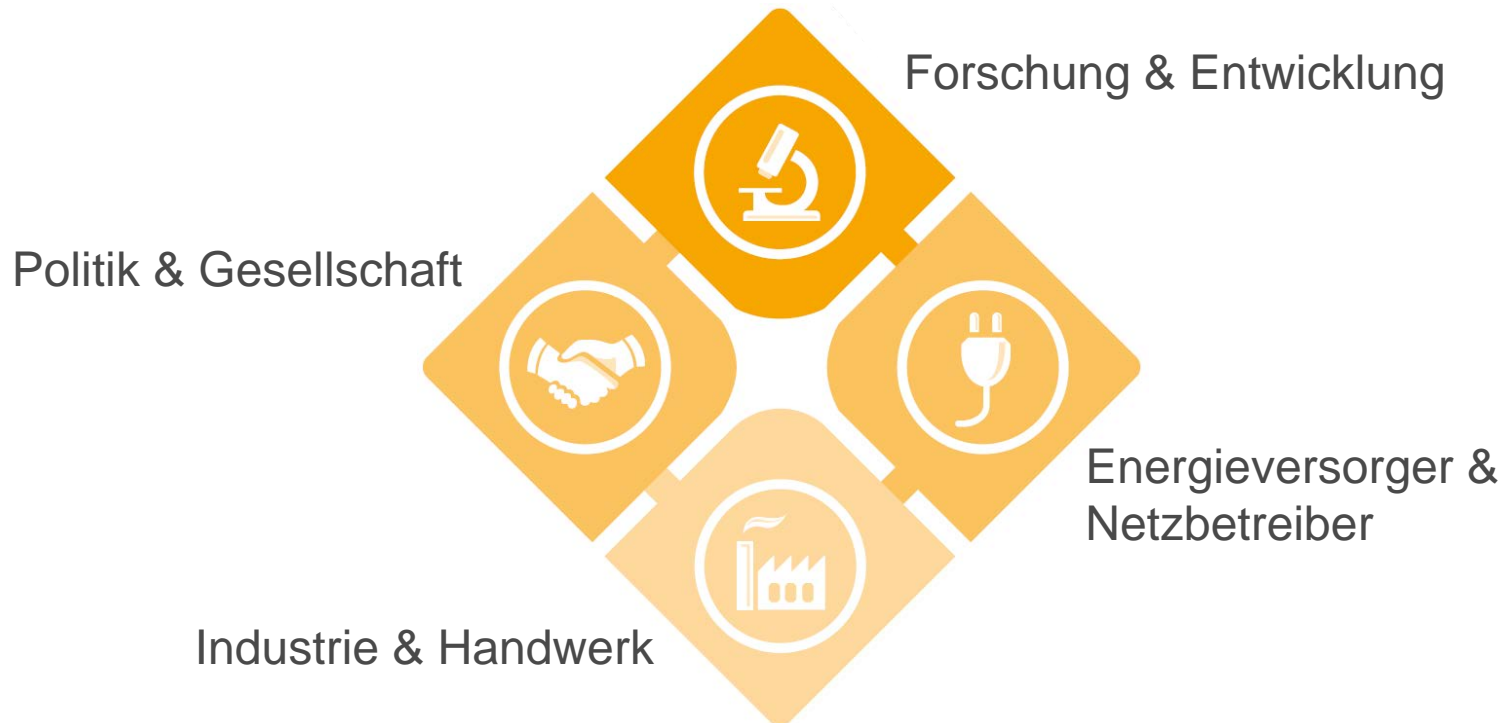 Forschung & Entwicklung
Politik & Gesellschaft
Energieversorger &
Netzbetreiber
Industrie & Handwerk